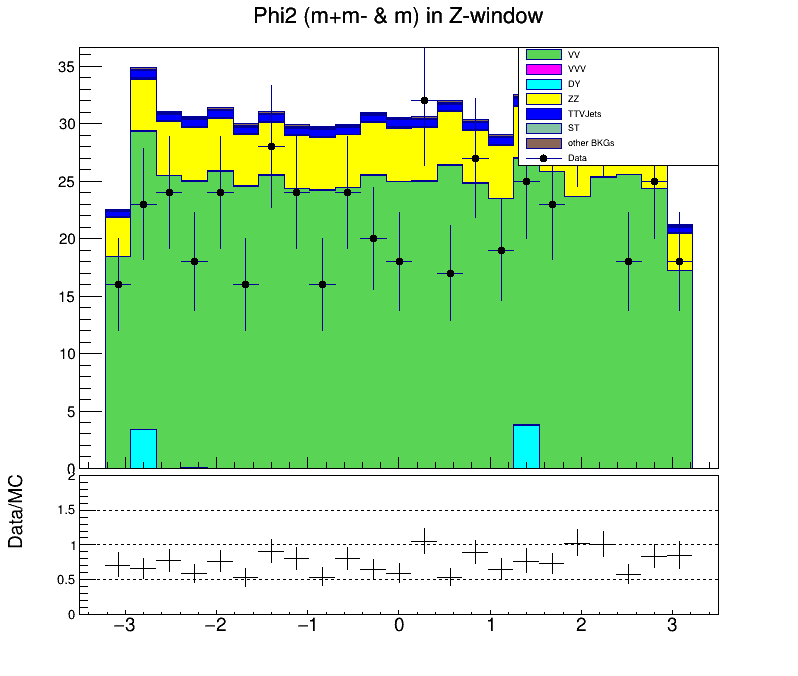 Phi2 (m+m- & m) in Z-window
VV
VVV
DY
ZZ
TTVJets
ST
other BKGs
Data
35
30
25
20
15
10
5
0
Data/MC
2
1.5
1
0.5
0
−3 −2 −1 0 1 2 3